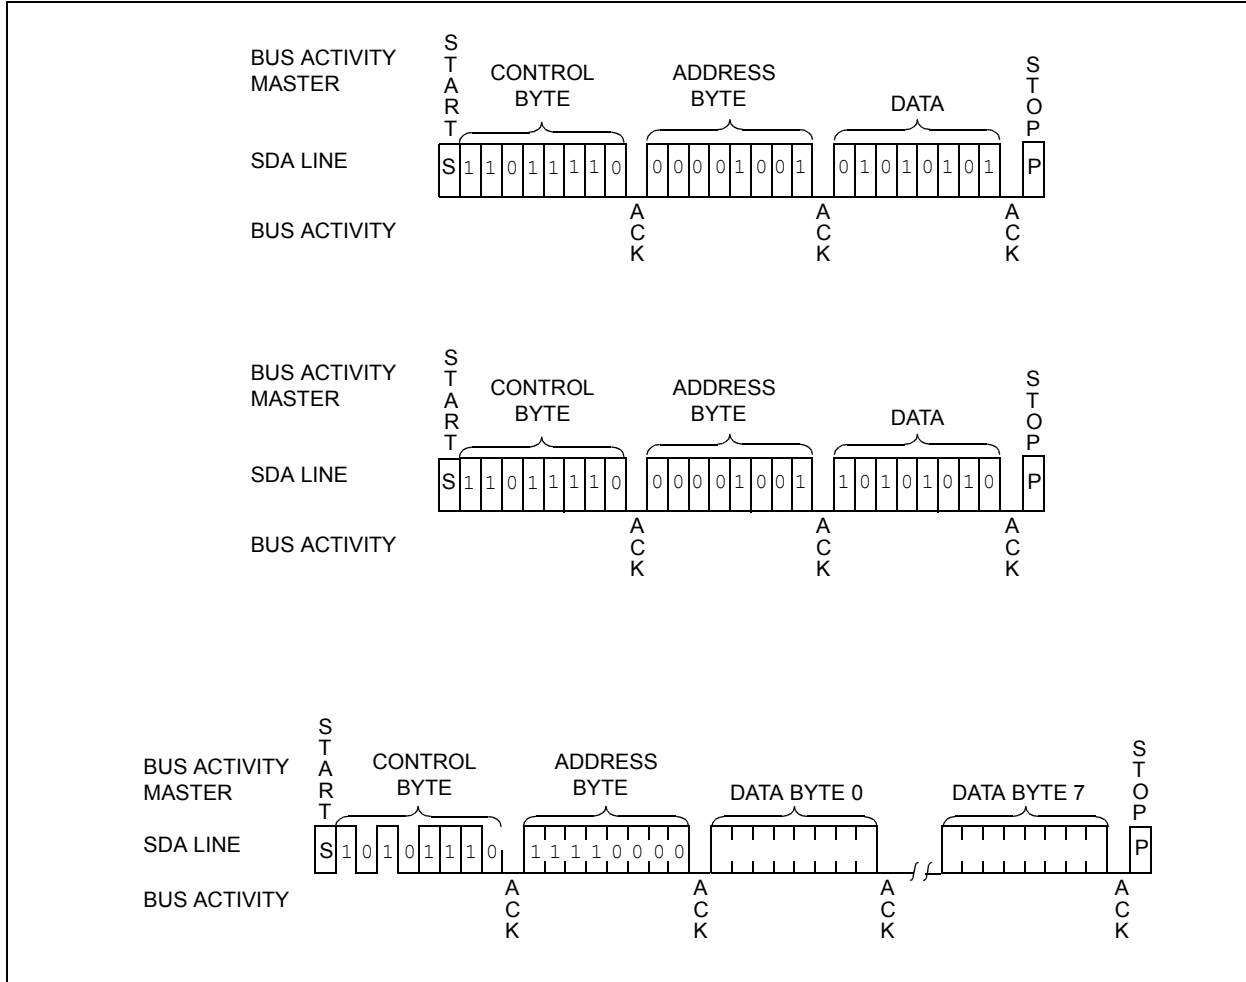 START
BUS ACTIVITY
MASTER
CONTROL
BYTE
ADDRESS
BYTE
DATA
STOP
SDA LINE
S 1 1 0 1 1 1 1 0 0 0 0 0 1 0 0 1 0 1 0 1 0 1 0 1 P
BUS ACTIVITY
ACK
ACK
ACK
START
BUS ACTIVITY
MASTER
CONTROL
BYTE
ADDRESS
BYTE
DATA
STOP
SDA LINE
S 1 1 0 1 1 1 1 0 0 0 0 0 1 0 0 1 1 0 1 0 1 0 1 0 P
BUS ACTIVITY
ACK
ACK
ACK
START
BUS ACTIVITY
MASTER
CONTROL
BYTE
ADDRESS
BYTE
DATA BYTE 0
DATA BYTE 7
STOP
SDA LINE
S 1 0 1 0 1 1 1 0 1 1 1 1 0 0 0 0 P
BUS ACTIVITY
ACK
ACK
ACK
ACK